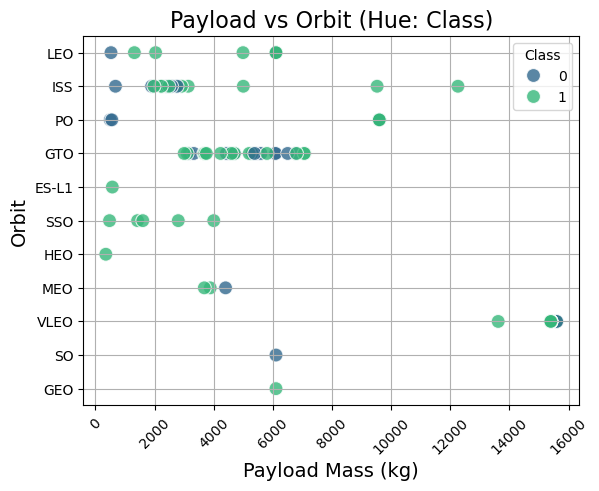 Payload vs Orbit (Hue: Class)
Class
0
1
LEO
ISS
PO
GTO
ES-L1
SSO
HEO
MEO
VLEO
SO
GEO
Orbit
0
2000
4000
6000
8000
10000
12000
14000
16000
Payload Mass (kg)